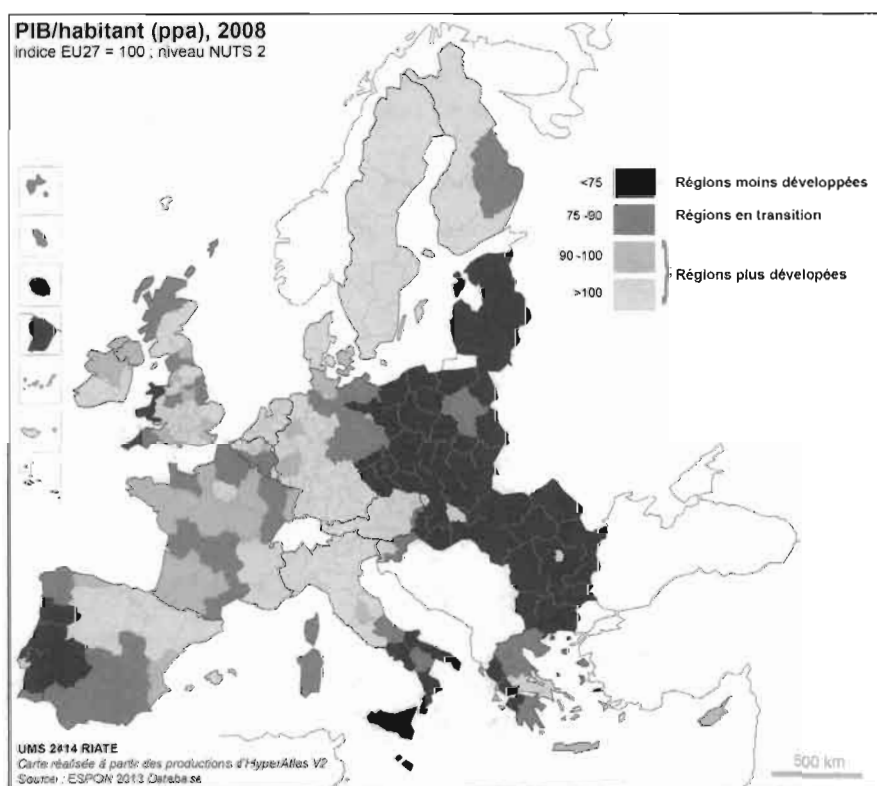 PIB/habitant (ppa), 2008
indice EU27 = 100 ; niveau NUTS 2
<75 Régions moins développées
75 -90 Régions en transition
90 -100
Régions plus dévelopées
>100
UMS 2414 RIATE
Carte réalisée à partir des productions d'HyperAtlas V2
Source : ESPON 2013 Database
500 km